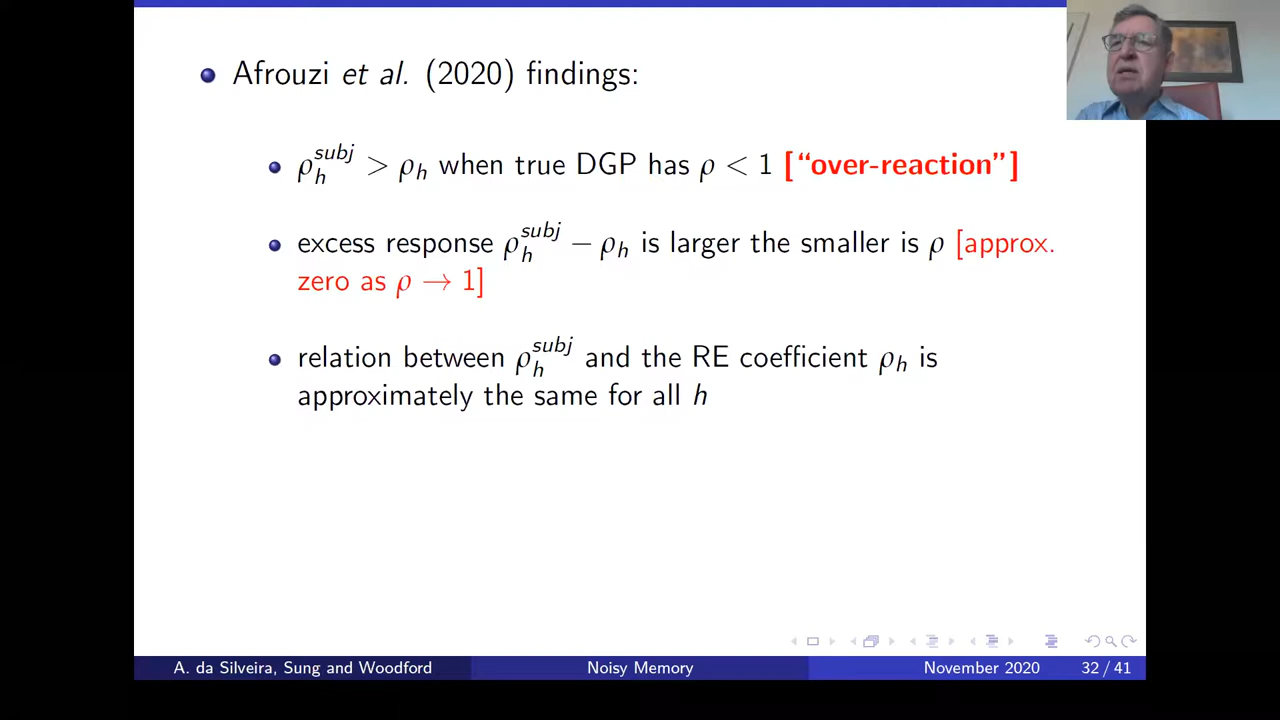 Afrouzi et al. (2020) findings:
ρ_h^subj > ρ_h when true DGP has ρ < 1 [“over-reaction”]
excess response ρ_h^subj − ρ_h is larger the smaller is ρ [approx.
zero as ρ → 1]
relation between ρ_h^subj and the RE coefficient ρ_h is
approximately the same for all h
A. da Silveira, Sung and Woodford
Noisy Memory
November 2020
32 / 41